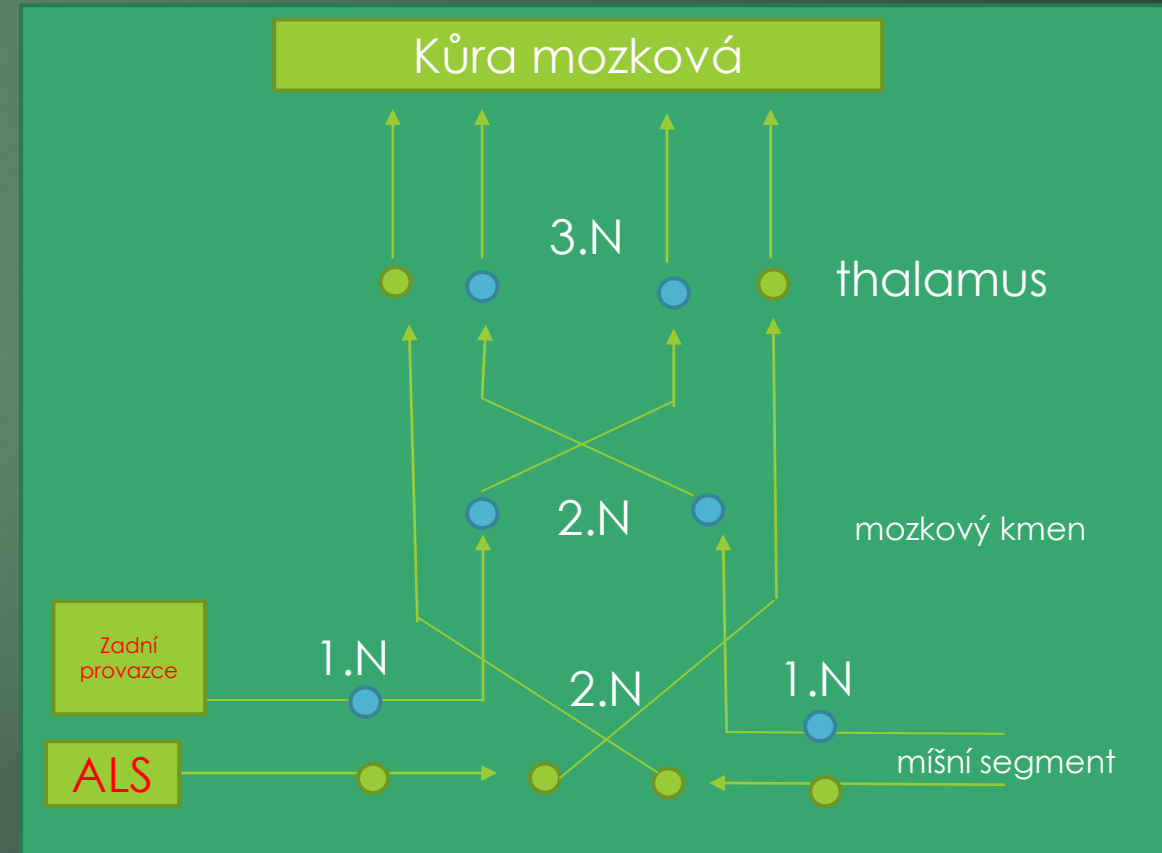 Kůra mozková
3.N
thalamus
2.N
mozkový kmen
Zadní
provazce
1.N
2.N
1.N
ALS
míšní segment